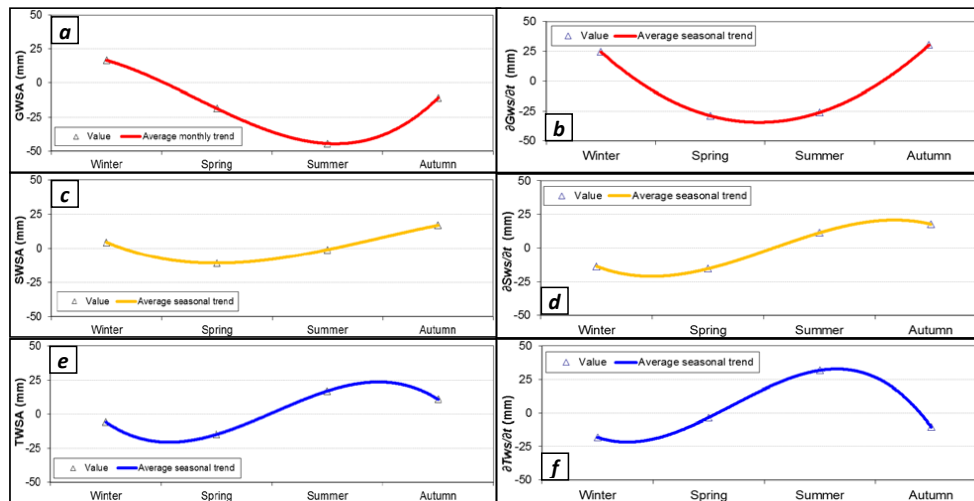 a
50
25
0
-25
-50
GWSA (mm)
Value
Average monthly trend
Winter
Spring
Summer
Autumn
b
50
25
0
-25
-50
∂Gws/∂t (mm)
Value
Average seasonal trend
Winter
Spring
Summer
Autumn
c
50
25
0
-25
-50
SWSA (mm)
Value
Average seasonal trend
Winter
Spring
Summer
Autumn
d
50
25
0
-25
-50
∂Sws/∂t (mm)
Value
Average seasonal trend
Winter
Spring
Summer
Autumn
e
50
25
0
-25
-50
TWSA (mm)
Value
Average seasonal trend
Winter
Spring
Summer
Autumn
f
50
25
0
-25
-50
∂Tws/∂t (mm)
Value
Average seasonal trend
Winter
Spring
Summer
Autumn